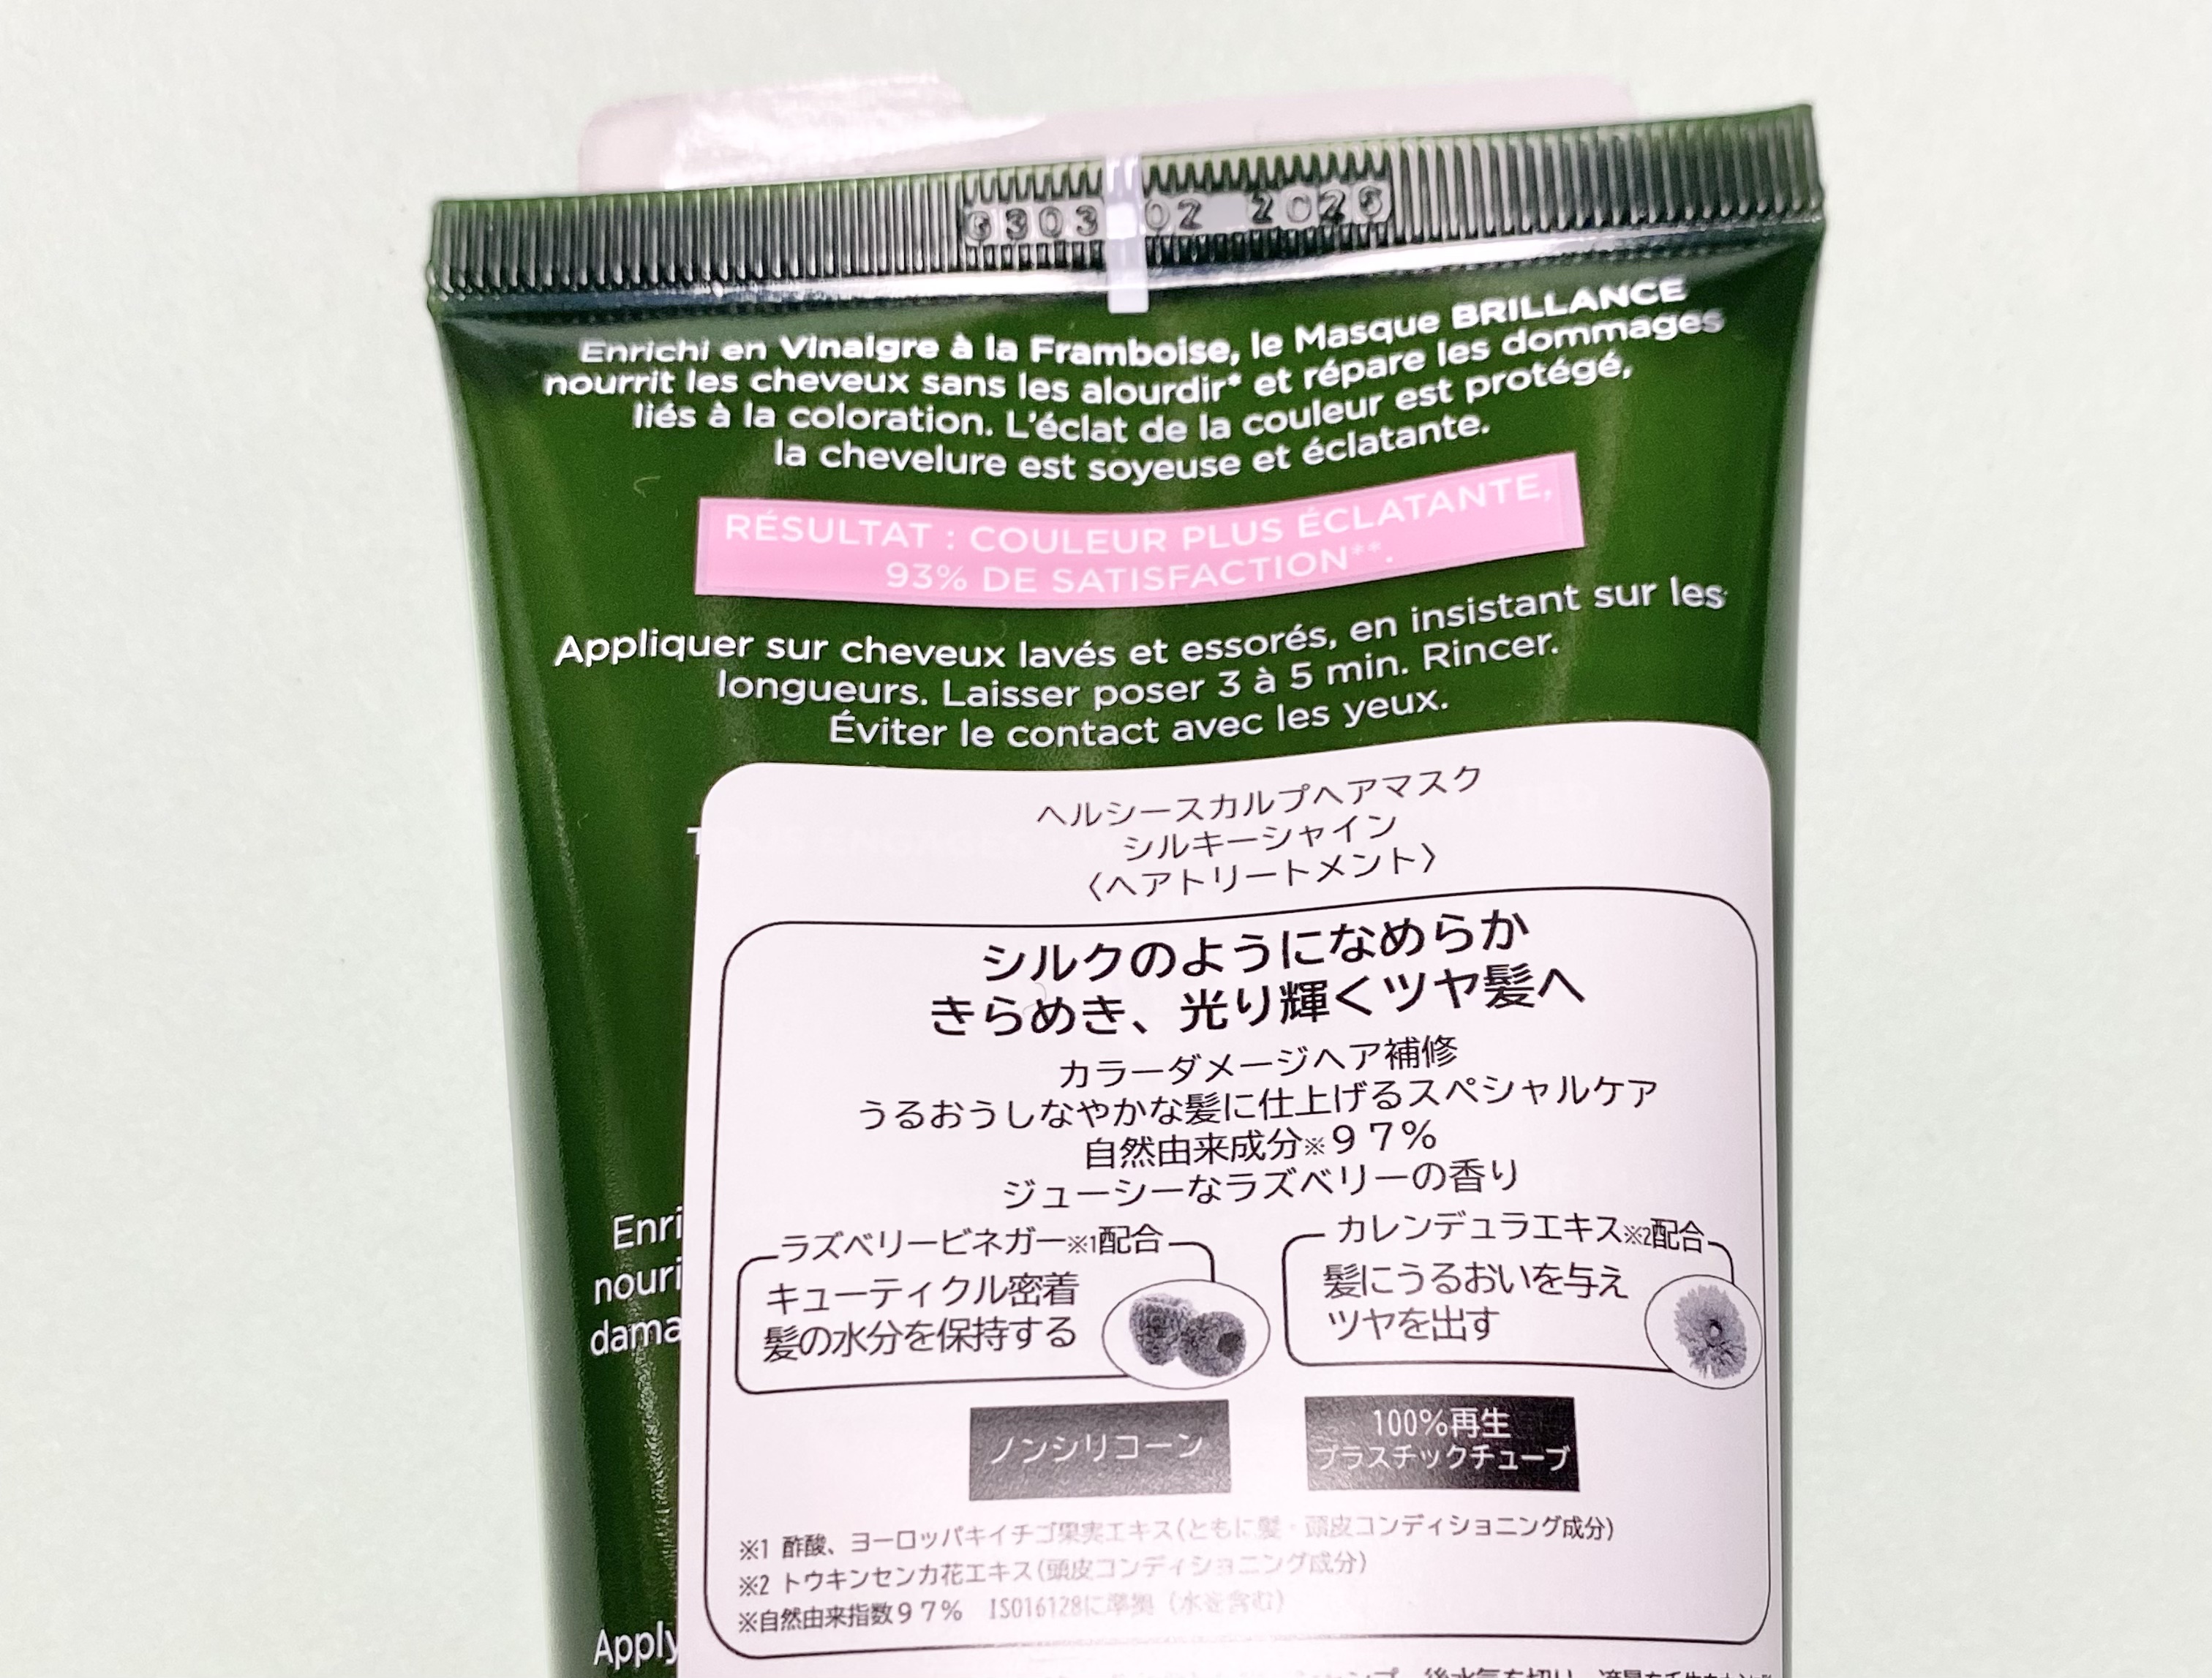 0303 02 2026
Enrichi en Vinaigre à la Framboise, le Masque BRILLANCE
nourrit les cheveux sans les alourdir* et répare les dommages
liés à la coloration. L'éclat de la couleur est protégé,
la chevelure est soyeuse et éclatante.
RÉSULTAT : COULEUR PLUS ÉCLATANTE,
93% DE SATISFACTION**.
Appliquer sur cheveux lavés et essorés, en insistant sur les
longueurs. Laisser poser 3 à 5 min. Rincer.
Éviter le contact avec les yeux.
ヘルシースカルプヘアマスク
シルキーシャイン
〈ヘアトリートメント〉
シルクのようになめらか
きらめき、光り輝くツヤ髪へ
カラーダメージヘア補修
うるおうしなやかな髪に仕上げるスペシャルケア
自然由来成分※97%
ジューシーなラズベリーの香り
ラズベリービネガー※1配合
キューティクル密着
髪の水分を保持する
カレンデュラエキス※2配合
髪にうるおいを与え
ツヤを出す
ノンシリコーン
100%再生
プラスチックチューブ
※1 酢酸、ヨーロッパキイチゴ果実エキス(ともに髪・頭皮コンディショニング成分)
※2 トウキンセンカ花エキス(頭皮コンディショニング成分)
※自然由来指数97% ISO16128に準拠（水を含む）
Enri
nouri
dama
Apply